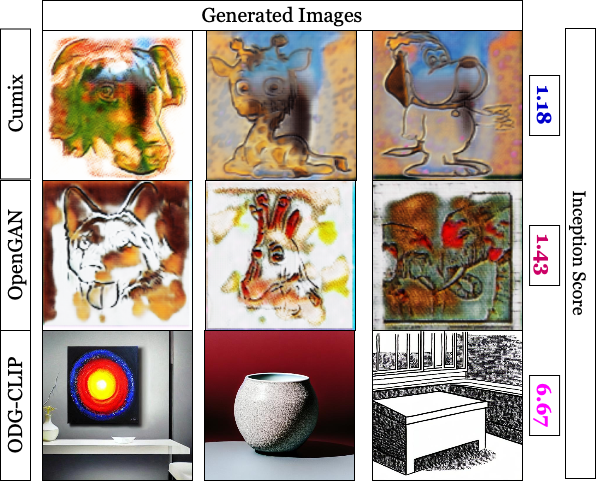 Generated Images
Cumix
1.18
OpenGAN
1.43
ODG-CLIP
6.67
Inception Score